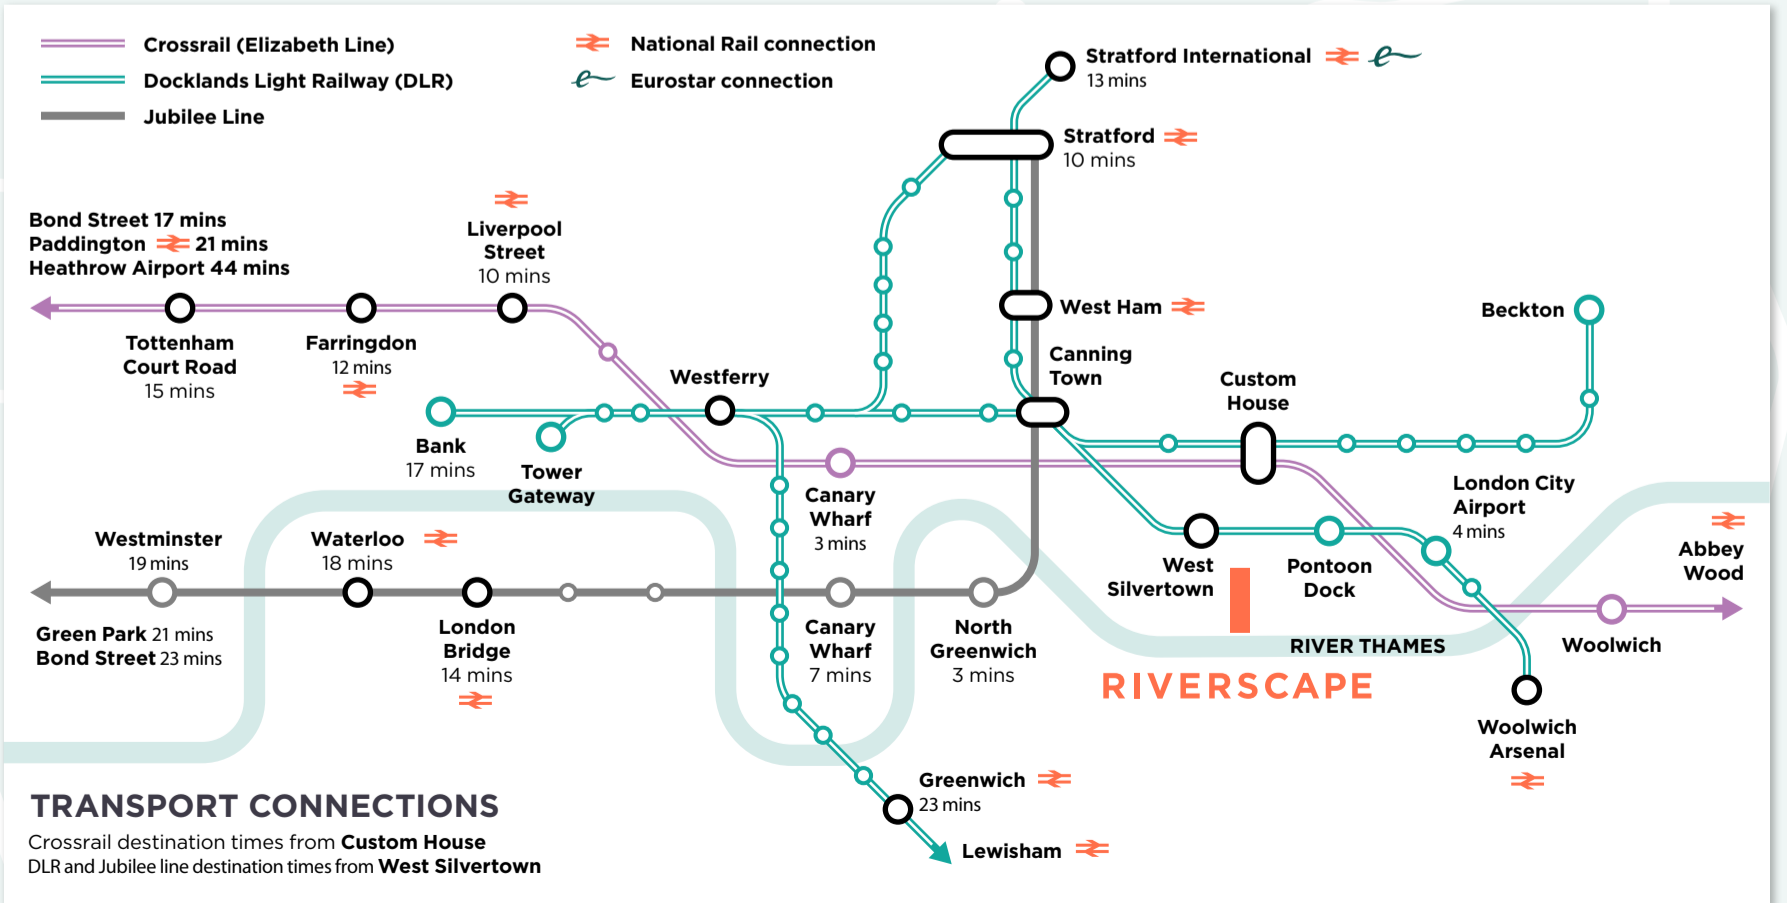 Crossrail (Elizabeth Line)
Docklands Light Railway (DLR)
Jubilee Line
National Rail connection
Eurostar connection
Stratford International
13 mins
Stratford
10 mins
Bond Street 17 mins
Paddington 21 mins
Heathrow Airport 44 mins
Liverpool
Street
10 mins
Tottenham
Court Road
15 mins
Farringdon
12 mins
West Ham
Beckton
Canning
Town
Westferry
Custom
House
Bank
17 mins
Tower
Gateway
Canary
Wharf
3 mins
London City
Airport
4 mins
Westminster
19 mins
Waterloo
18 mins
West
Silvertown
Pontoon
Dock
Abbey
Wood
Green Park 21 mins
Bond Street 23 mins
London
Bridge
14 mins
Canary
Wharf
7 mins
North
Greenwich
3 mins
RIVER THAMES
Woolwich
RIVERSCAPE
Woolwich
Arsenal
Greenwich
23 mins
Lewisham
TRANSPORT CONNECTIONS
Crossrail destination times from Custom House
DLR and Jubilee line destination times from West Silvertown